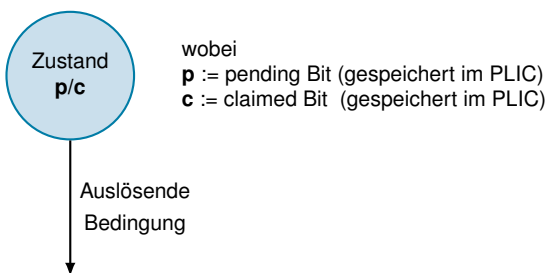 Zustand
p/c
wobei
p := pending Bit (gespeichert im PLIC)
c := claimed Bit (gespeichert im PLIC)
Auslösende
Bedingung